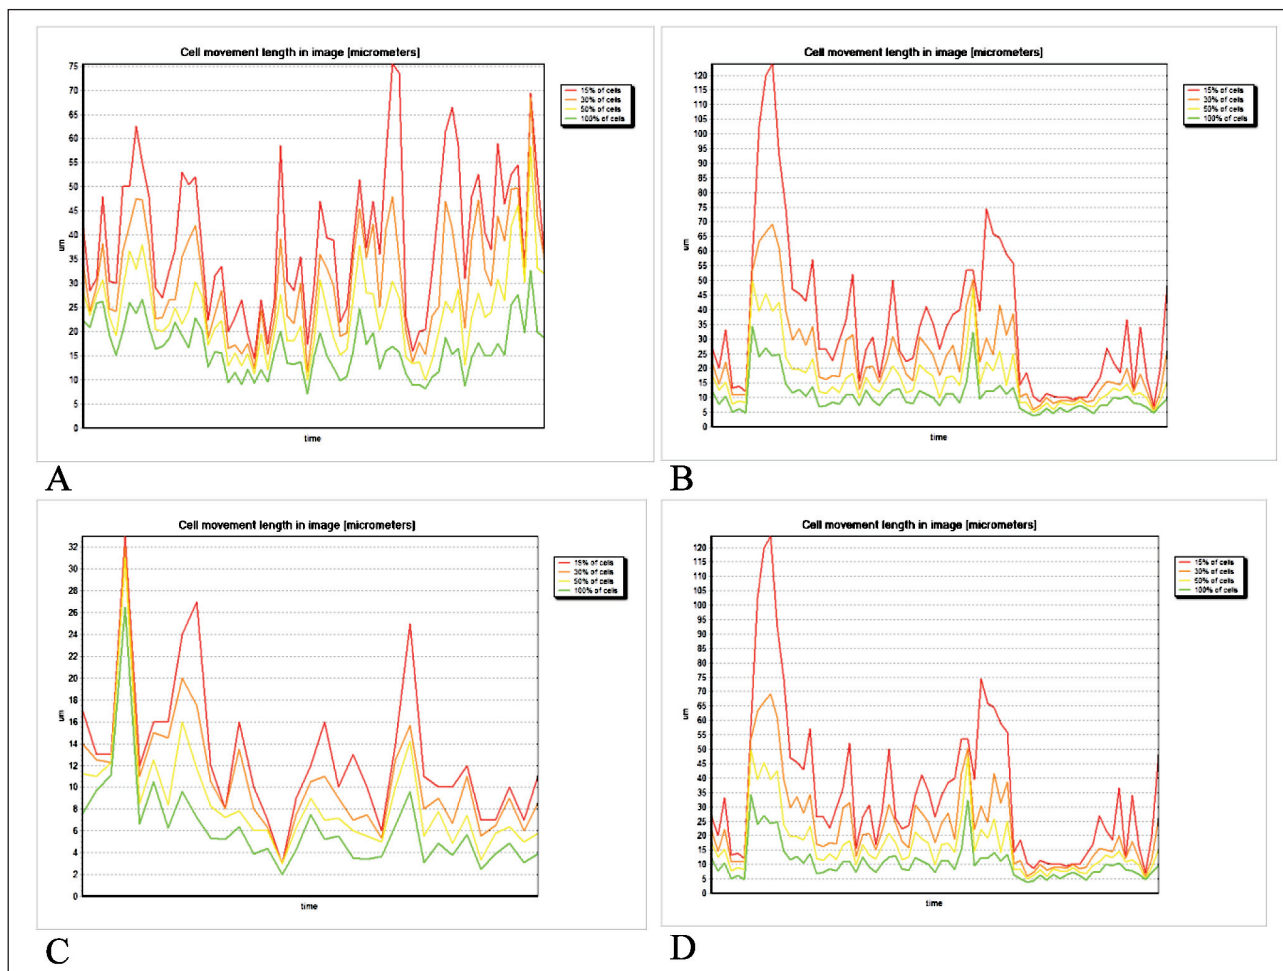 Cell movement length in image [micrometers]
75
70
65
60
55
50
45
40
35
30
25
20
15
10
5
0
um
time
15% of cells
30% of cells
50% of cells
100% of cells
A
Cell movement length in image [micrometers]
120
115
110
105
100
95
90
85
80
75
70
65
60
55
50
45
40
35
30
25
20
15
10
5
0
um
time
15% of cells
30% of cells
50% of cells
100% of cells
B
Cell movement length in image [micrometers]
32
30
28
26
24
22
20
18
16
14
12
10
8
6
4
2
0
um
time
15% of cells
30% of cells
50% of cells
100% of cells
C
Cell movement length in image [micrometers]
120
115
110
105
100
95
90
85
80
75
70
65
60
55
50
45
40
35
30
25
20
15
10
5
0
um
time
15% of cells
30% of cells
50% of cells
100% of cells
D